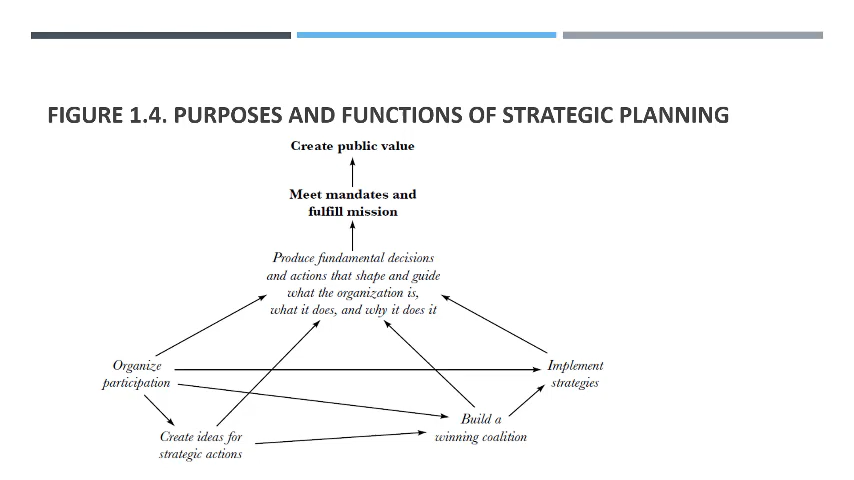 FIGURE 1.4. PURPOSES AND FUNCTIONS OF STRATEGIC PLANNING
Create public value
Meet mandates and
fulfill mission
Produce fundamental decisions
and actions that shape and guide
what the organization is,
what it does, and why it does it
Organize
participation
Implement
strategies
Create ideas for
strategic actions
Build a
winning coalition